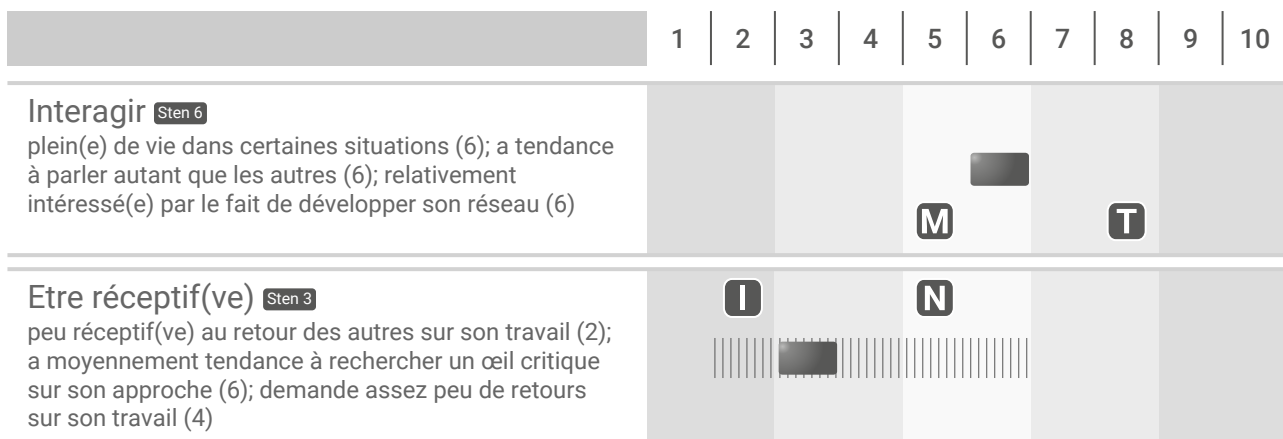 1 2 3 4 5 6 7 8 9 10
Interagir Sten 6
plein(e) de vie dans certaines situations (6); a tendance
à parler autant que les autres (6); relativement
intéressé(e) par le fait de développer son réseau (6)
M T
Etre réceptif(ve) Sten 3
I N
peu réceptif(ve) au retour des autres sur son travail (2);
a moyennement tendance à rechercher un œil critique
sur son approche (6); demande assez peu de retours
sur son travail (4)